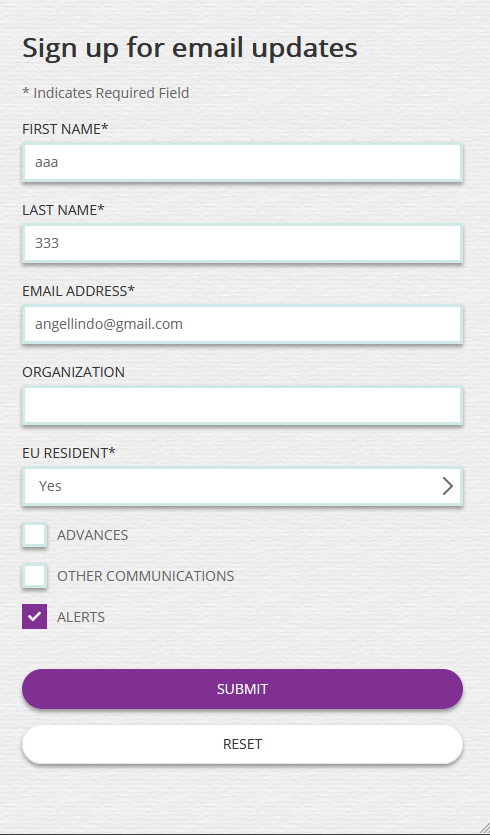 Sign up for email updates
* Indicates Required Field
FIRST NAME*
aaa
LAST NAME*
333
EMAIL ADDRESS*
angellindo@gmail.com
ORGANIZATION
EU RESIDENT*
Yes
ADVANCES
OTHER COMMUNICATIONS
ALERTS
SUBMIT
RESET